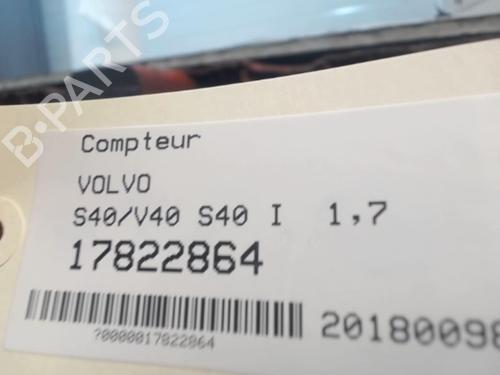 B-PARTS
Compteur
VOLVO
S40/V40 S40 I 1,7
17822864
?0000017822864
20180098